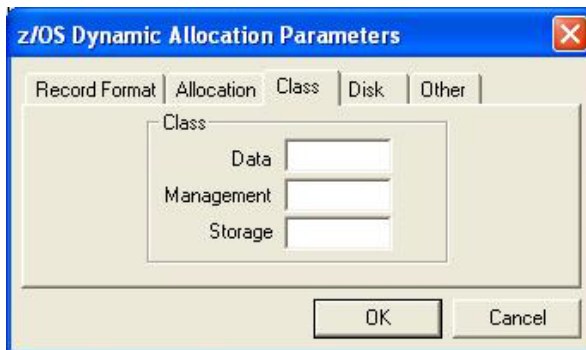 z/OS Dynamic Allocation Parameters
Record Format Allocation Class Disk Other
Class
Data
Management
Storage
OK Cancel